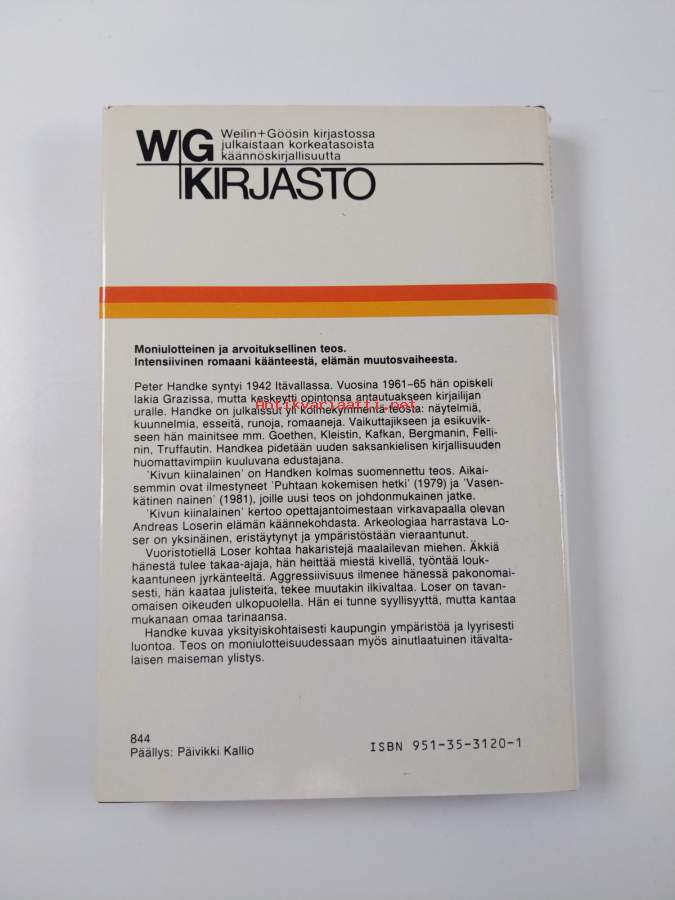 Weilin+Göösin kirjastossa
julkaistaan korkeatasoista
käännöskirjallisuutta
WG
KIRJASTO
Moniulotteinen ja arvoituksellinen teos.
Intensiivinen romaani käänteestä, elämän muutosvaiheesta.
Peter Handke syntyi 1942 Itävallassa. Vuosina 1961–65 hän opiskeli
lakia Grazissa, mutta keskeytti opintonsa antautuakseen kirjailijan
uralle. Handke on julkaissut yli kolmekymmentä teosta: näytelmiä,
kuunnelmia, esseitä, runoja, romaaneja. Vaikuttajikseen ja esikuvik-
seen hän mainitsee mm. Goethen, Kleistin, Kafkan, Bergmanin, Felli-
nin, Truffautin. Handkea pidetään uuden saksankielisen kirjallisuuden
huomattavimpiin kuuluvana edustajana.
'Kivun kiinalainen' on Handken kolmas suomennettu teos. Aikai-
semmin ovat ilmestyneet 'Puhtaan kokemisen hetki' (1979) ja 'Vasen-
kätinen nainen' (1981), joille uusi teos on johdonmukainen jatke.
'Kivun kiinalainen' kertoo opettajantoimestaan virkavapaalla olevan
Andreas Loserin elämän käännekohdasta. Arkeologiaa harrastava Lo-
ser on yksinäinen, eristäytynyt ja ympäristöstään vieraantunut.
Vuoristotiellä Loser kohtaa hakaristejä maalailevan miehen. Äkkiä
hänestä tulee takaa-ajaja, hän heittää miestä kivellä, työntää louk-
kaantuneen jyrkänteeltä. Aggressiivisuus ilmenee hänessä pakonomai-
sesti, hän kaataa julisteita, tekee muutakin ilkivaltaa. Loser on tavan-
omaisen oikeuden ulkopuolella. Hän ei tunne syyllisyyttä, mutta kantaa
mukanaan omaa tarinaansa.
Handke kuvaa yksityiskohtaisesti kaupungin ympäristöä ja lyyrisesti
luontoa. Teos on moniulotteisuudessaan myös ainutlaatuinen itävalta-
laisen maiseman ylistys.
844
Päällys: Päivikki Kallio
ISBN 951-35-3120-1
Antikvariaatti.net